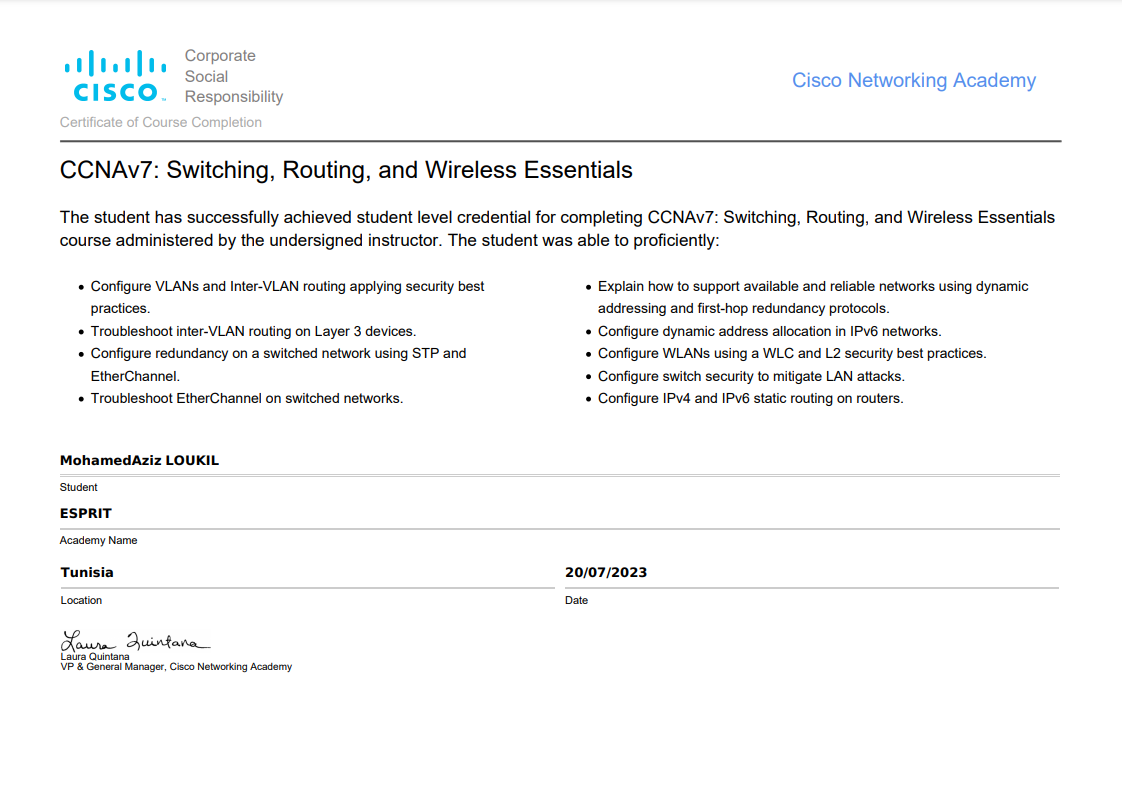 Corporate
Social
Responsibility
CISCO™
Cisco Networking Academy
Certificate of Course Completion
CCNAv7: Switching, Routing, and Wireless Essentials
The student has successfully achieved student level credential for completing CCNAv7: Switching, Routing, and Wireless Essentials
course administered by the undersigned instructor. The student was able to proficiently:
• Configure VLANs and Inter-VLAN routing applying security best
practices.
• Troubleshoot inter-VLAN routing on Layer 3 devices.
• Configure redundancy on a switched network using STP and
EtherChannel.
• Troubleshoot EtherChannel on switched networks.
• Explain how to support available and reliable networks using dynamic
addressing and first-hop redundancy protocols.
• Configure dynamic address allocation in IPv6 networks.
• Configure WLANs using a WLC and L2 security best practices.
• Configure switch security to mitigate LAN attacks.
• Configure IPv4 and IPv6 static routing on routers.
MohamedAziz LOUKIL
Student
ESPRIT
Academy Name
Tunisia
Location
20/07/2023
Date
Laura Quintana
Laura Quintana
VP & General Manager, Cisco Networking Academy